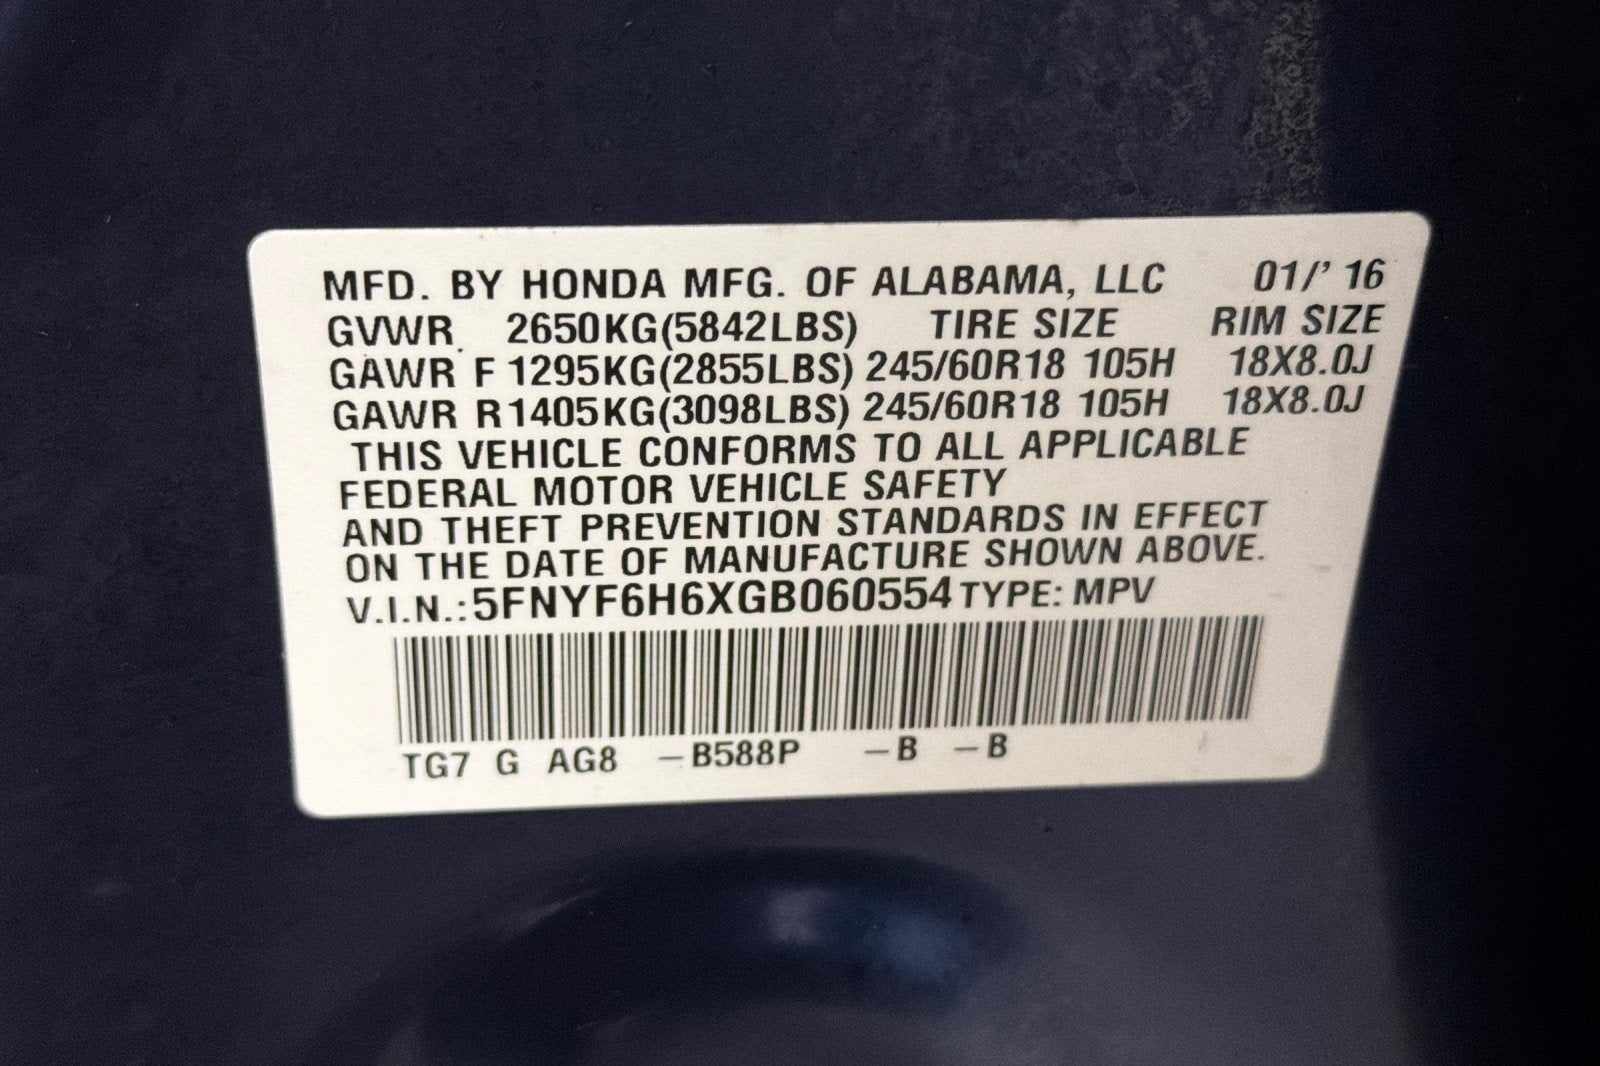 MFD. BY HONDA MFG. OF ALABAMA, LLC 01/' 16
GVWR 2650KG(5842LBS) TIRE SIZE RIM SIZE
GAWR F 1295KG(2855LBS) 245/60R18 105H 18X8.0J
GAWR R 1405KG(3098LBS) 245/60R18 105H 18X8.0J
THIS VEHICLE CONFORMS TO ALL APPLICABLE
FEDERAL MOTOR VEHICLE SAFETY
AND THEFT PREVENTION STANDARDS IN EFFECT
ON THE DATE OF MANUFACTURE SHOWN ABOVE.
V.I.N.: 5FNYF6H6XGB060554 TYPE: MPV
TG7 G AG8 –B588P –B –B